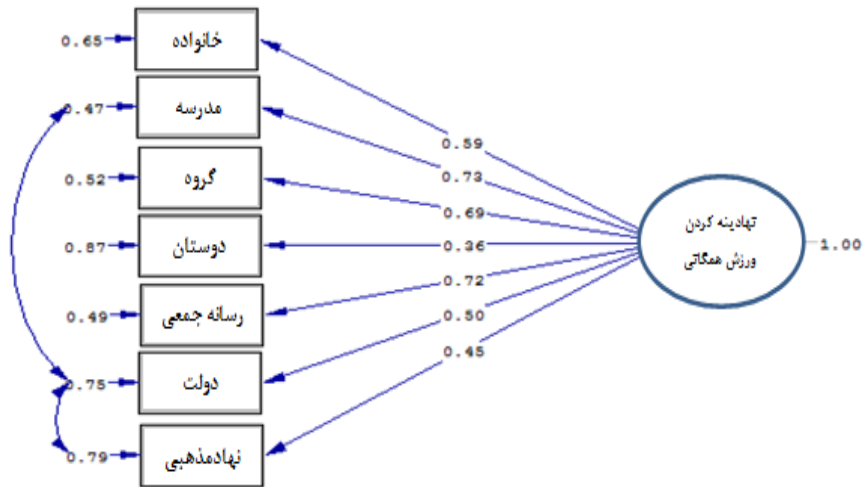 0.65
خانواده
0.47
مدرسه
0.52
گروه
0.87
دوستان
0.49
رسانه جمعی
0.75
دولت
0.79
نهادمذهبی
0.59
0.73
0.69
0.36
0.72
0.50
0.45
تهادینه کردن
ورزش همگاتی
1.00